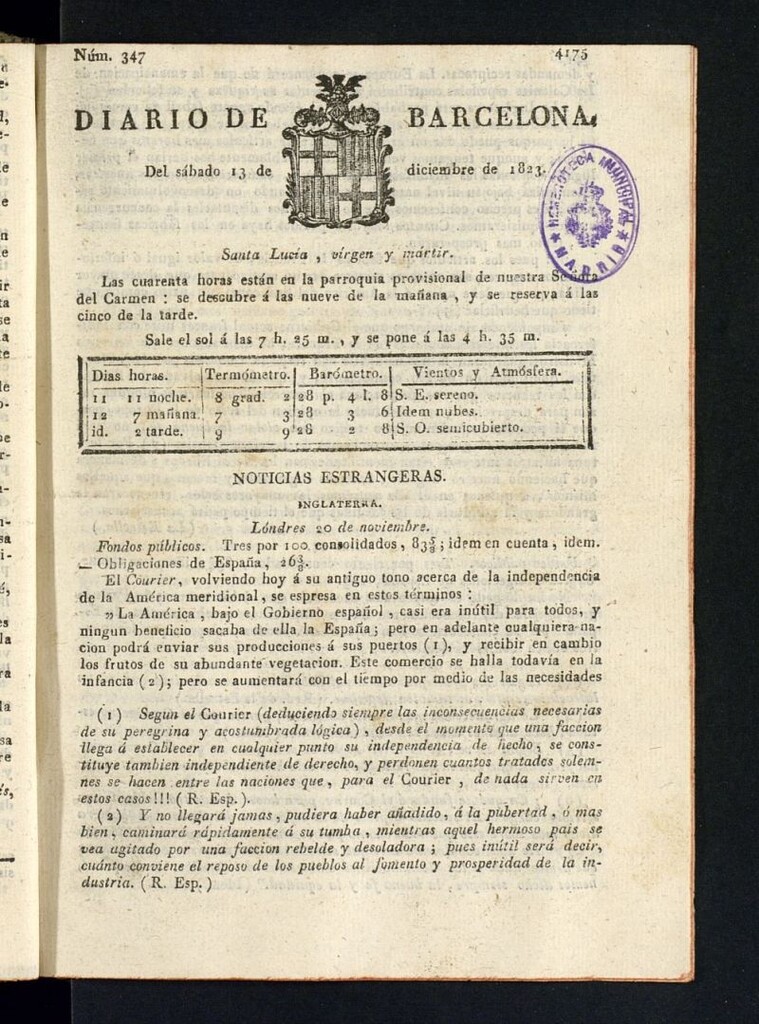 Núm. 347 4175
DIARIO DE BARCELONA,
Del sábado 13 de diciembre de 1823.
HEMEROTECA MUNICIPAL
★ MADRID ★
Santa Lucía, vírgen y mártir.
Las cuarenta horas están en la parroquia provisional de nuestra Señora
del Carmen : se descubre á las nueve de la mañana , y se reserva á las
cinco de la tarde.
Sale el sol á las 7 h. 25 m. , y se pone á las 4 h. 35 m.
Dias horas. Termómetro. Barómetro. Vientos y Atmósfera.
11 11 noche. 8 grad. 2 28 p. 4 l. 8 S. E. sereno.
12 7 mañana. 7 3 28 3 6 Idem nubes.
id. 2 tarde. 9 9 28 2 8 S. O. semicubierto.
NOTICIAS ESTRANGERAS.
INGLATERRA.
Lóndres 20 de noviembre.
Fondos públicos. Tres por 100 consolidados, 83⅝; idem en cuenta, idem.
— Obligaciones de España, 26¾.
El Courier, volviendo hoy á su antiguo tono acerca de la independencia
de la América meridional, se espresa en estos términos :
„ La América , bajo el Gobierno español , casi era inútil para todos, y
ningun beneficio sacaba de ella la España; pero en adelante cualquiera na-
cion podrá enviar sus producciones á sus puertos (1), y recibir en cambio
los frutos de su abundante vegetacion. Este comercio se halla todavía en la
infancia (2); pero se aumentará con el tiempo por medio de las necesidades
(1) Segun el Courier (deduciendo siempre las inconsecuencias necesarias
de su peregrina y acostumbrada lógica) , desde el momento que una faccion
llega á establecer en cualquier punto su independencia de hecho, se cons-
tituye tambien independiente de derecho, y perdonen cuantos tratados solem-
nes se hacen entre las naciones que, para el Courier , de nada sirven en
estos casos!!! ( R. Esp.).
(2) Y no llegará jamas, pudiera haber añadido, á la pubertad, ó mas
bien, caminará rápidamente á su tumba , mientras aquel hermoso pais se
vea agitado por una faccion rebelde y desoladora ; pues inútil será decir,
cuánto conviene el reposo de los pueblos al fomento y prosperidad de la in-
dustria. ( R. Esp.)